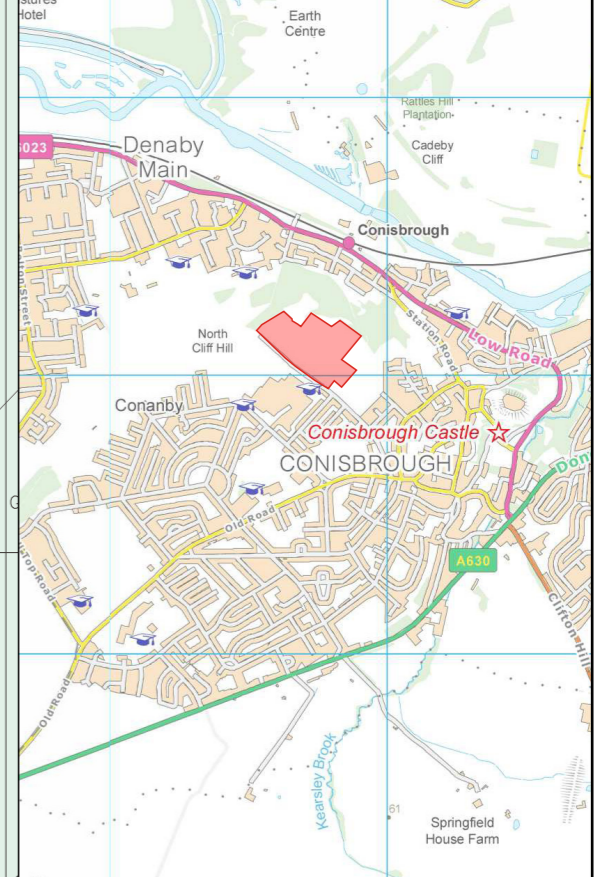 Hotel
Earth
Centre
Rattles Hill
Plantation
Cadeby
Cliff
6023
Denaby
Main
Conisbrough
North
Cliff Hill
Station Road
Low Road
Conanby
Conisbrough Castle
CONISBROUGH
Don
Old Road
A630
Clifton Hill
Old Road
Kearsley Brook
61
Springfield
House Farm